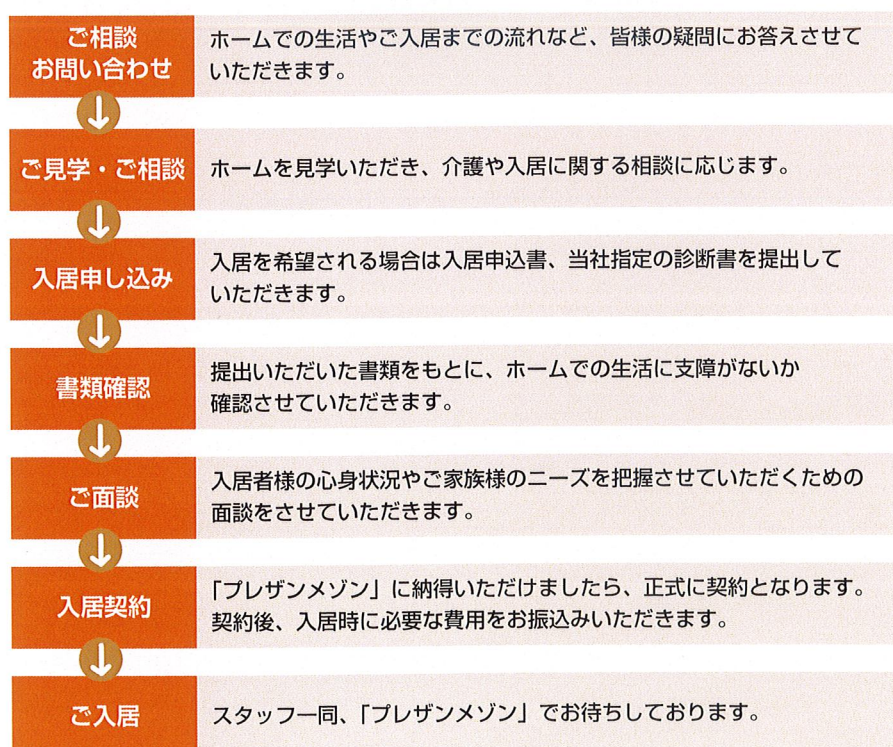 ご相談
お問い合わせ
ホームでの生活やご入居までの流れなど、皆様の疑問にお答えさせて
いただきます。
ご見学・ご相談
ホームを見学いただき、介護や入居に関する相談に応じます。
入居申し込み
入居を希望される場合は入居申込書、当社指定の診断書を提出して
いただきます。
書類確認
提出いただいた書類をもとに、ホームでの生活に支障がないか
確認させていただきます。
ご面談
入居者様の心身状況やご家族様のニーズを把握させていただくための
面談をさせていただきます。
入居契約
「プレザンメゾン」に納得いただけましたら、正式に契約となります。
契約後、入居時に必要な費用をお振込みいただきます。
ご入居
スタッフ一同、「プレザンメゾン」でお待ちしております。